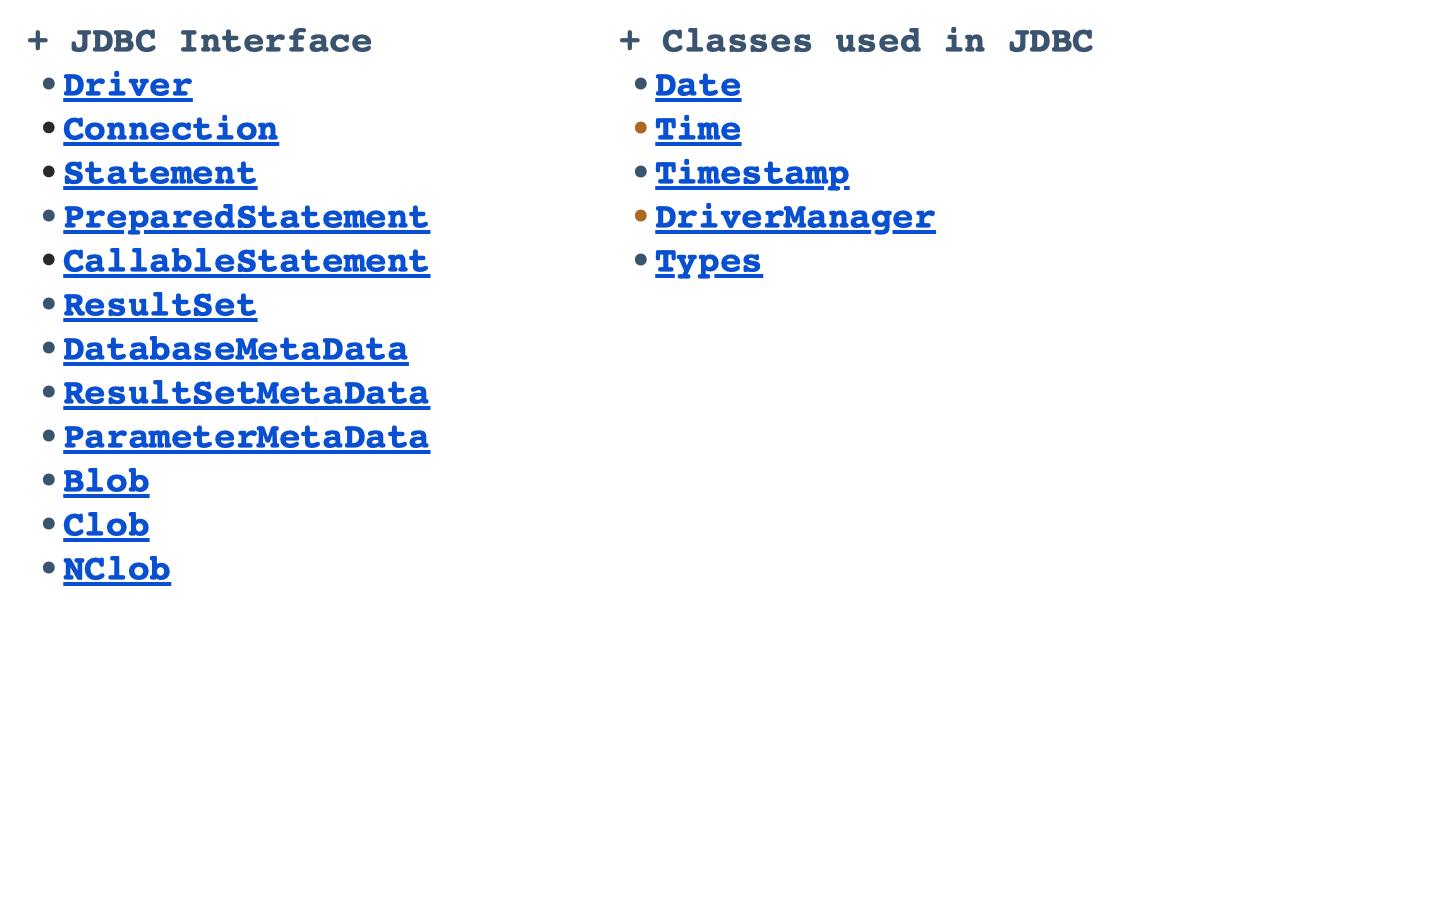 + JDBC Interface
• Driver
• Connection
• Statement
• PreparedStatement
• CallableStatement
• ResultSet
• DatabaseMetaData
• ResultSetMetaData
• ParameterMetaData
• Blob
• Clob
• NClob
+ Classes used in JDBC
• Date
• Time
• Timestamp
• DriverManager
• Types